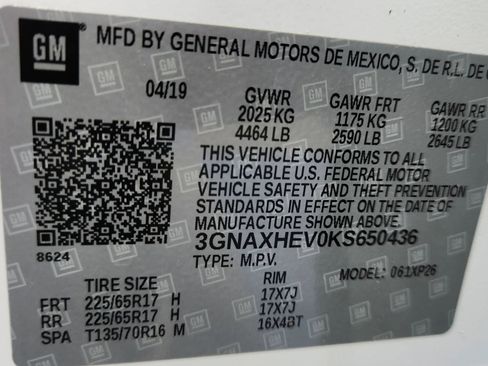 GM
MFD BY GENERAL MOTORS DE MEXICO, S. DE R.L. DE
04/19 GVWR GAWR FRT GAWR RR
2025 KG 1175 KG 1200 KG
4464 LB 2590 LB 2645 LB
THIS VEHICLE CONFORMS TO ALL
APPLICABLE U.S. FEDERAL MOTOR
VEHICLE SAFETY AND THEFT PREVENTION
STANDARDS IN EFFECT ON THE DATE OF
MANUFACTURE SHOWN ABOVE.
3GNAXHEV0KS650436
8624
TYPE: M.P.V. MODEL: 061XP26
TIRE SIZE RIM
FRT 225/65R17 H 17X7J
RR 225/65R17 H 17X7J
SPA T135/70R16 M 16X4BT